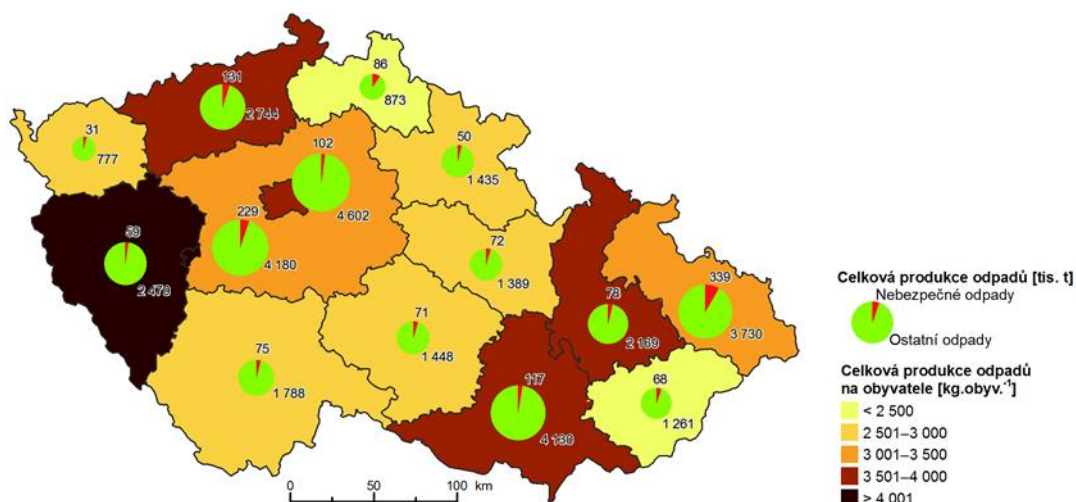 86
873
131
2 744
31
777
50
1 435
102
4 602
229
4 180
59
2 479
72
1 389
339
3 730
78
2 169
71
1 448
75
1 788
117
4 139
68
1 261
0 50 100 km
Celková produkce odpadů [tis. t]
Nebezpečné odpady
Ostatní odpady
Celková produkce odpadů
na obyvatele [kg.obyv.⁻¹]
< 2 500
2 501–3 000
3 001–3 500
3 501–4 000
> 4 001